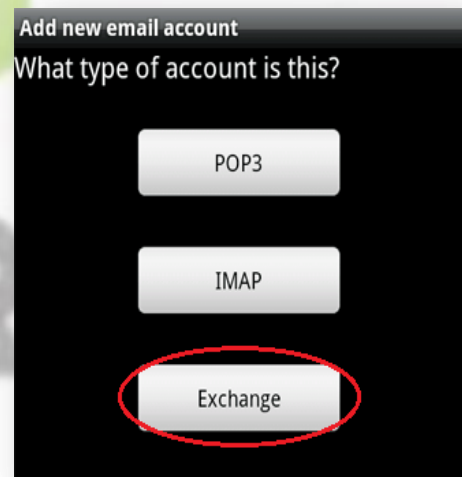 Add new email account
What type of account is this?
POP3
IMAP
Exchange